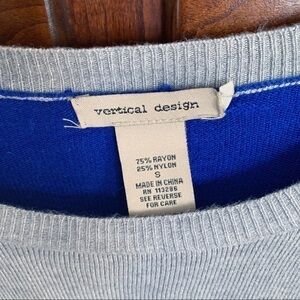 vertical design
75% RAYON
25% NYLON
S
MADE IN CHINA
RN 113286
SEE REVERSE
FOR CARE